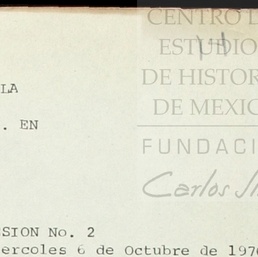 CENTRO D
ESTUDIO
DE HISTOR
DE MEXIC
FUNDACI
Carlos Sl
LA
. EN
SION No. 2
ercoles 6 de Octubre de 197